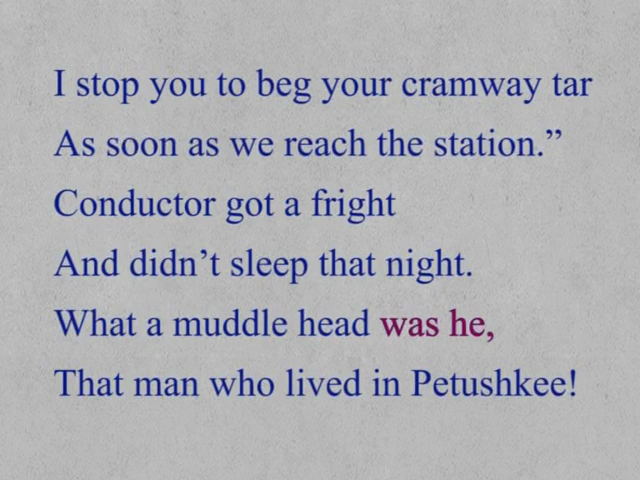 I stop you to beg your cramway tar
As soon as we reach the station.”
Conductor got a fright
And didn’t sleep that night.
What a muddle head was he,
That man who lived in Petushkee!